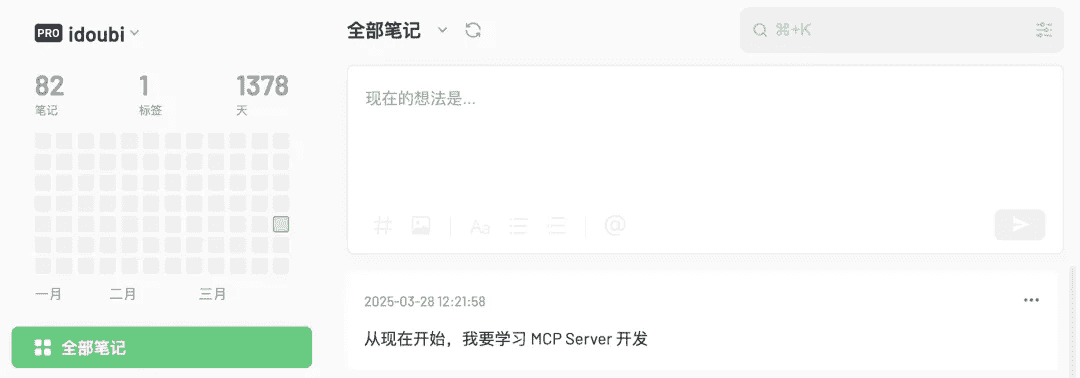 PRO idoubi
82 1 1378
笔记 标签 天
一月 二月 三月
全部笔记
全部笔记
⌘+K
现在的想法是...
# Aa @
2025-03-28 12:21:58
从现在开始，我要学习 MCP Server 开发